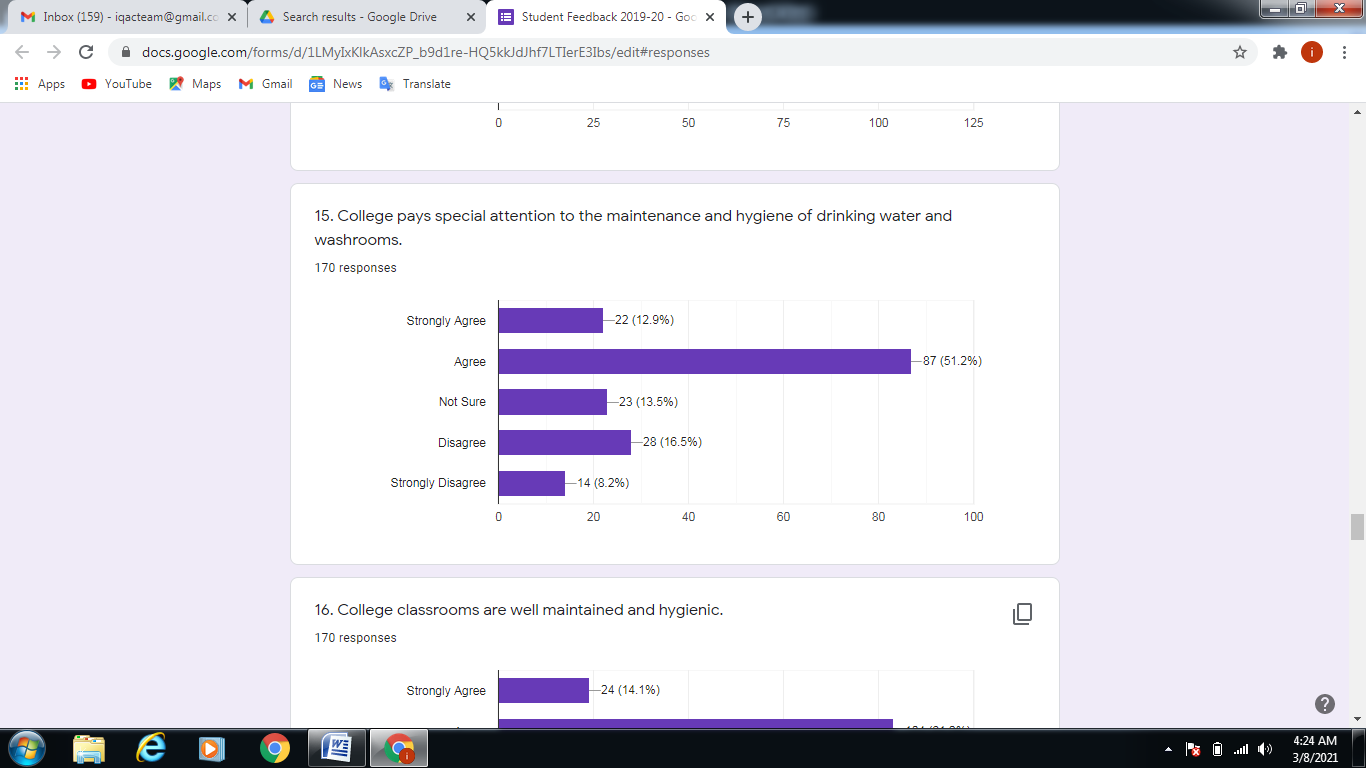 Inbox (159) - iqacteam@gmail.co
Search results - Google Drive
Student Feedback 2019-20 - Goo
docs.google.com/forms/d/1LMyIxKlkAsxcZP_b9d1re-HQ5kkJdJhf7LTIerE3Ibs/edit#responses
i
Apps
YouTube
Maps
Gmail
News
Translate
0 25 50 75 100 125
15. College pays special attention to the maintenance and hygiene of drinking water and
washrooms.
170 responses
Strongly Agree 22 (12.9%)
Agree 87 (51.2%)
Not Sure 23 (13.5%)
Disagree 28 (16.5%)
Strongly Disagree 14 (8.2%)
0 20 40 60 80 100
16. College classrooms are well maintained and hygienic.
170 responses
Strongly Agree 24 (14.1%)
4:24 AM
3/8/2021